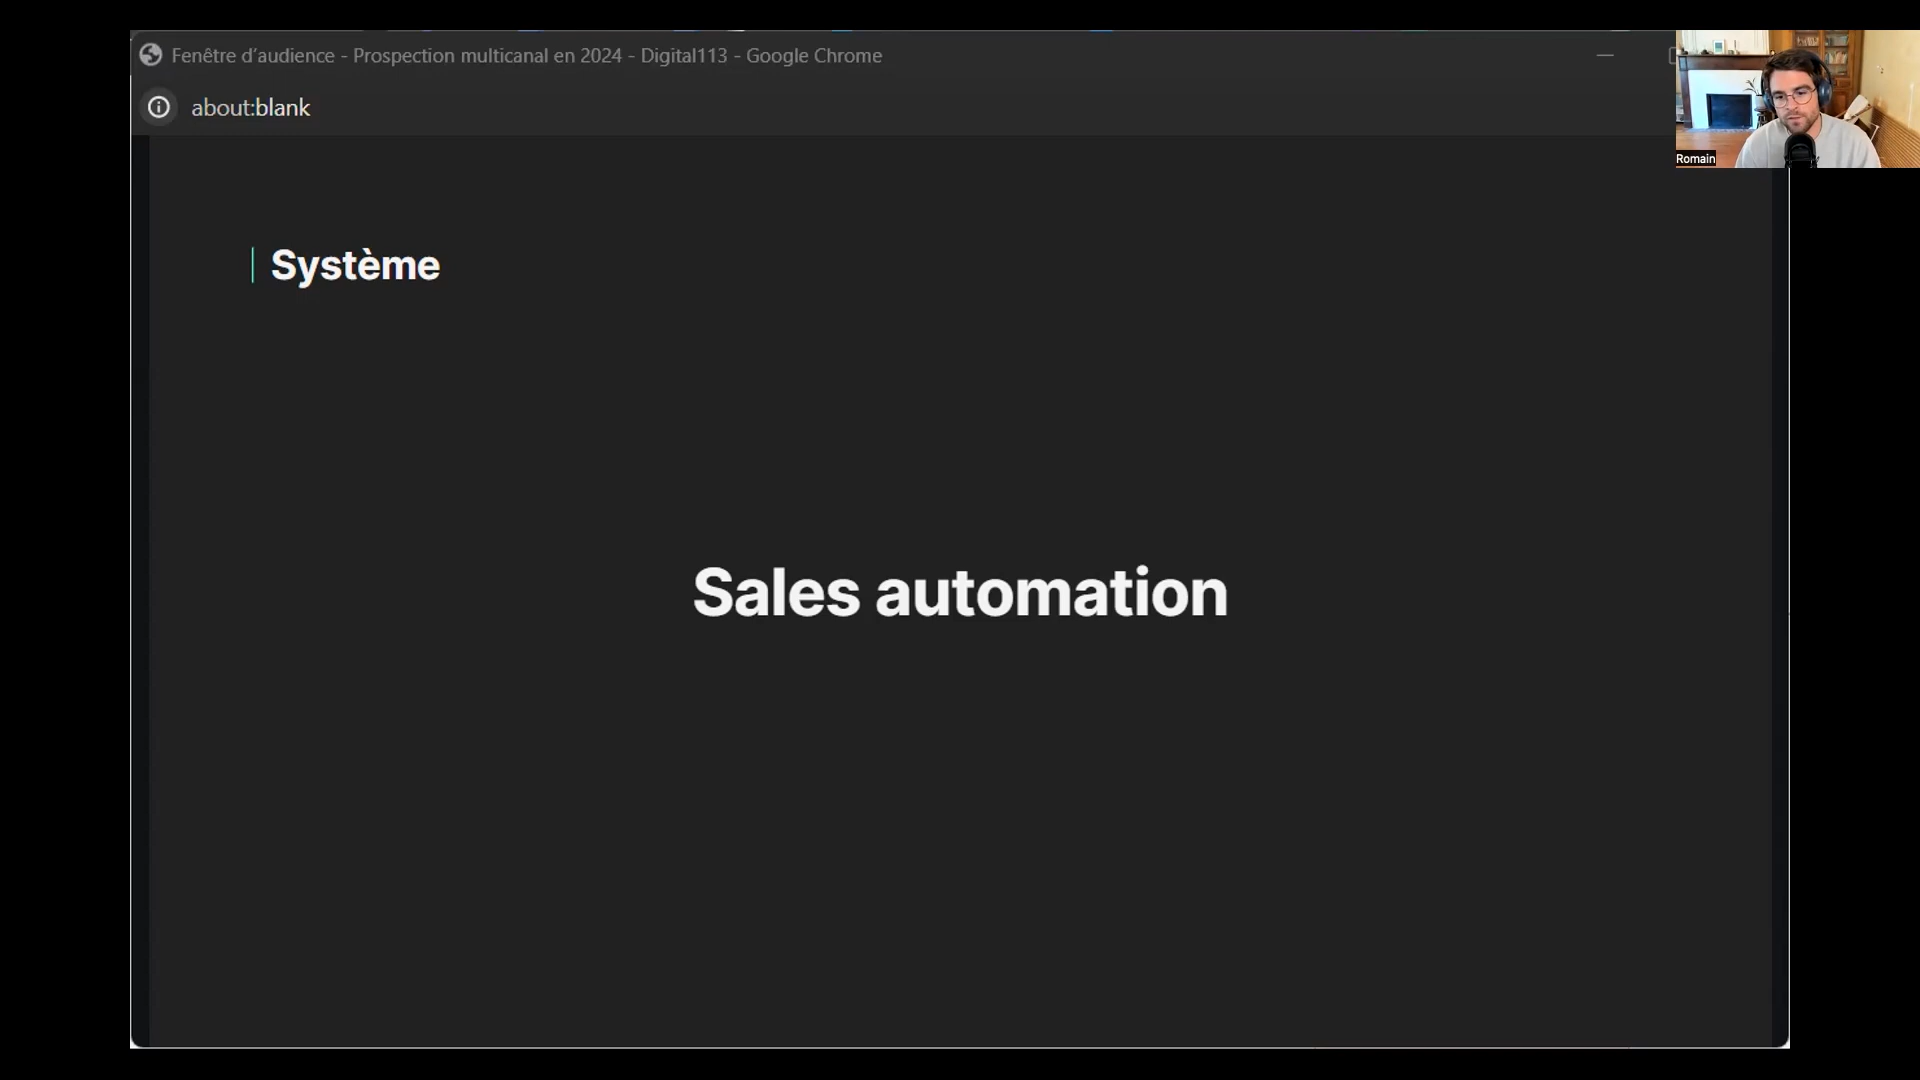 Fenêtre d’audience - Prospection multicanal en 2024 - Digital113 - Google Chrome
about:blank
Romain
Système
Sales automation